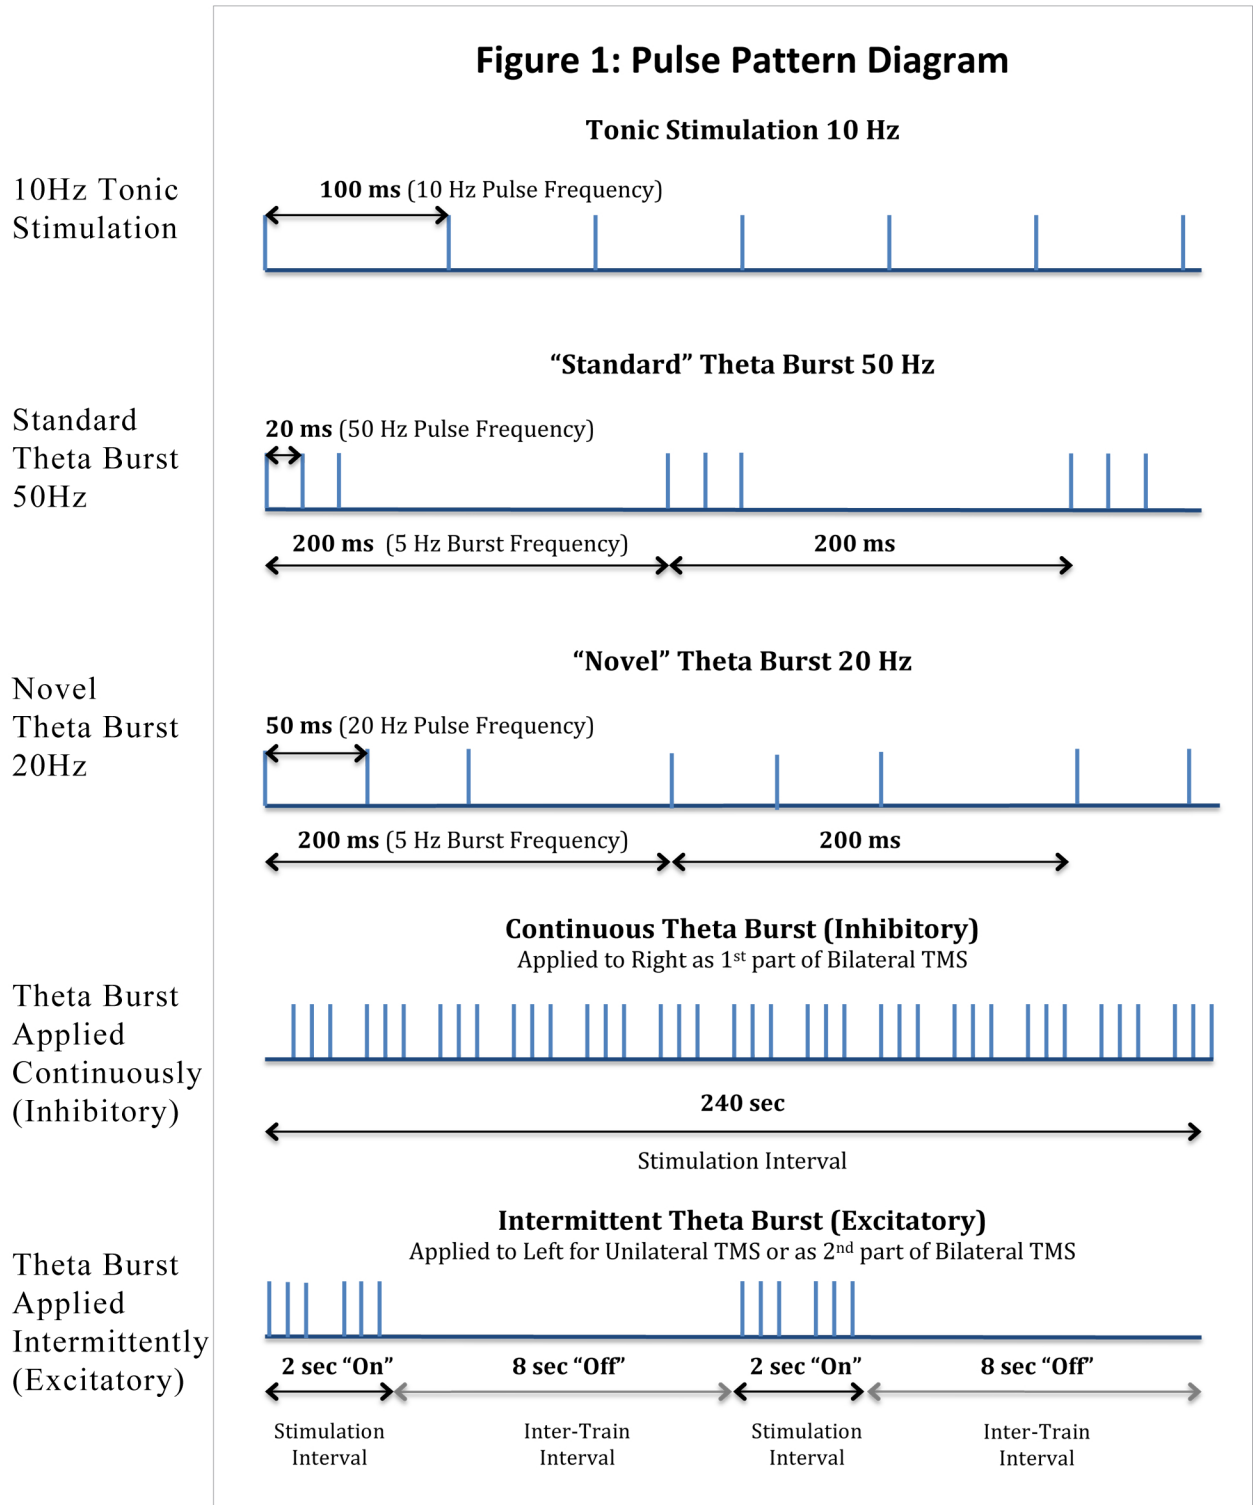 Figure 1: Pulse Pattern Diagram
Tonic Stimulation 10 Hz
10Hz Tonic
Stimulation
100 ms (10 Hz Pulse Frequency)
“Standard” Theta Burst 50 Hz
Standard
Theta Burst
50Hz
20 ms (50 Hz Pulse Frequency)
200 ms (5 Hz Burst Frequency)
200 ms
“Novel” Theta Burst 20 Hz
Novel
Theta Burst
20Hz
50 ms (20 Hz Pulse Frequency)
200 ms (5 Hz Burst Frequency)
200 ms
Continuous Theta Burst (Inhibitory)
Applied to Right as 1st part of Bilateral TMS
Theta Burst
Applied
Continuously
(Inhibitory)
240 sec
Stimulation Interval
Intermittent Theta Burst (Excitatory)
Applied to Left for Unilateral TMS or as 2nd part of Bilateral TMS
Theta Burst
Applied
Intermittently
(Excitatory)
2 sec “On”
8 sec “Off”
2 sec “On”
8 sec “Off”
Stimulation
Interval
Inter-Train
Interval
Stimulation
Interval
Inter-Train
Interval